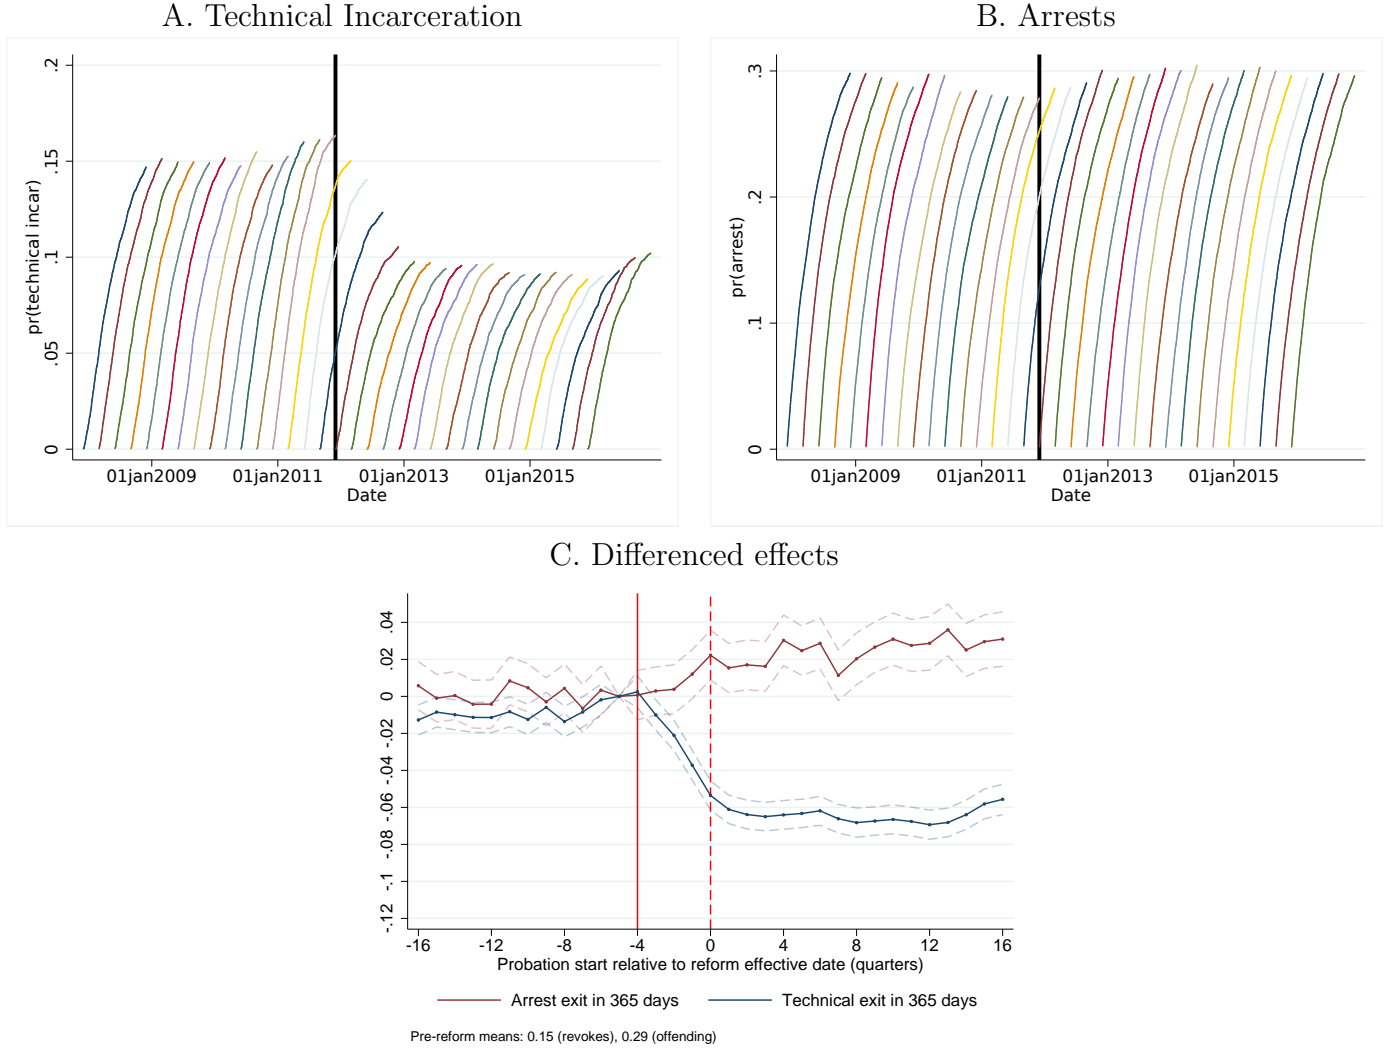 A. Technical Incarceration
B. Arrests
pr(technical incar)
.2
.15
.1
.05
0
01jan2009 01jan2011 01jan2013 01jan2015
Date
pr(arrest)
.3
.2
.1
0
01jan2009 01jan2011 01jan2013 01jan2015
Date
C. Differenced effects
.04
.02
0
-.02
-.04
-.06
-.08
-.1
-.12
-16 -12 -8 -4 0 4 8 12 16
Probation start relative to reform effective date (quarters)
Arrest exit in 365 days Technical exit in 365 days
Pre-reform means: 0.15 (revokes), 0.29 (offending)